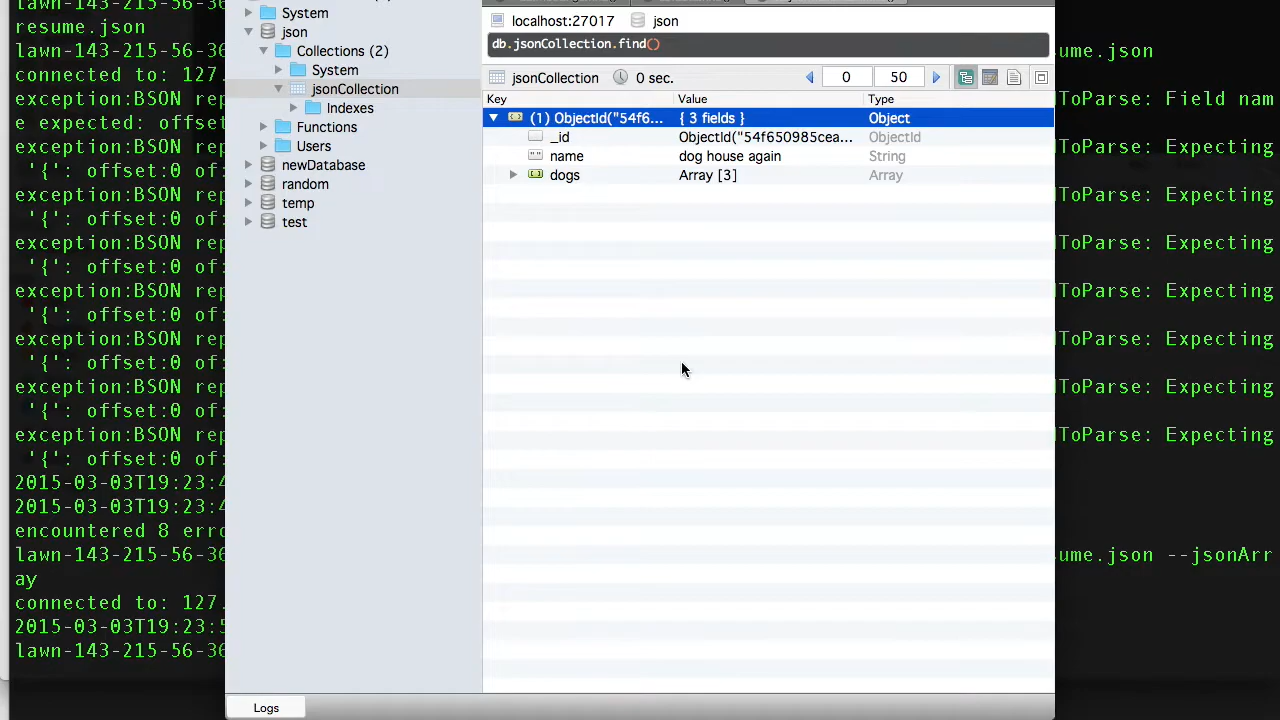 resume.json
lawn-143-215-56-36
ume.json
connected to: 127.
exception:BSON rep
ToParse: Field nam
e expected: offset
exception:BSON rep
ToParse: Expecting
'{': offset:0 of:
exception:BSON rep
ToParse: Expecting
'{': offset:0 of:
exception:BSON rep
ToParse: Expecting
'{': offset:0 of:
exception:BSON rep
ToParse: Expecting
'{': offset:0 of:
exception:BSON rep
ToParse: Expecting
'{': offset:0 of:
exception:BSON rep
ToParse: Expecting
'{': offset:0 of:
exception:BSON rep
ToParse: Expecting
'{': offset:0 of:
2015-03-03T19:23:4
2015-03-03T19:23:4
encountered 8 erro
lawn-143-215-56-36
ume.json --jsonArr
ay
connected to: 127.
2015-03-03T19:23:5
lawn-143-215-56-36
System
json
Collections (2)
System
jsonCollection
Indexes
Functions
Users
newDatabase
random
temp
test
localhost:27017 json
db.jsonCollection.find()
jsonCollection 0 sec. 0 50
Key Value Type
(1) ObjectId("54f6... { 3 fields } Object
_id ObjectId("54f650985cea... ObjectId
name dog house again String
dogs Array [3] Array
Logs